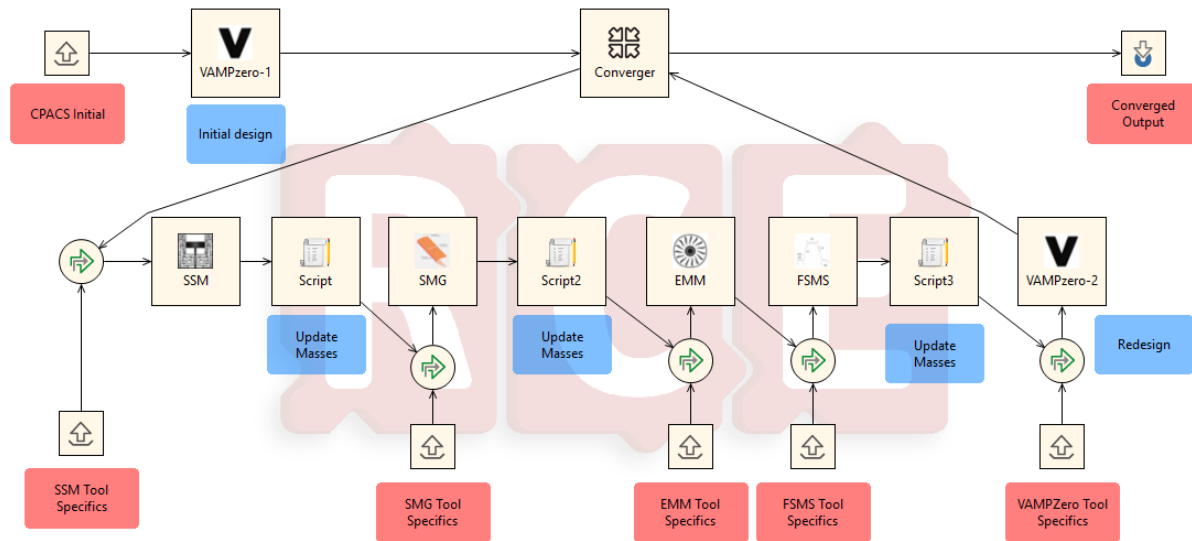 VAMPzero-1
Converger
CPACS Initial
Initial design
Converged
Output
SSM
Script
SMG
Script2
EMM
FSMS
Script3
VAMPzero-2
Update
Masses
Update
Masses
Update
Masses
Redesign
SSM Tool
Specifics
SMG Tool
Specifics
EMM Tool
Specifics
FSMS Tool
Specifics
VAMPZero Tool
Specifics
RCE